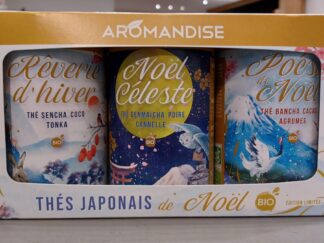 AROMANDISE
Rêverie
d'hiver
THÉ SENCHA, COCO
TONKA
BIO
Noël
Céleste
THÉ GENMAICHA, POIRE
CANNELLE
BIO
Poésie
de Noël
THÉ BANCHA, CACAO
AGRUMES
BIO
THÉS JAPONAIS de Noël
BIO
ÉDITION LIMITÉE